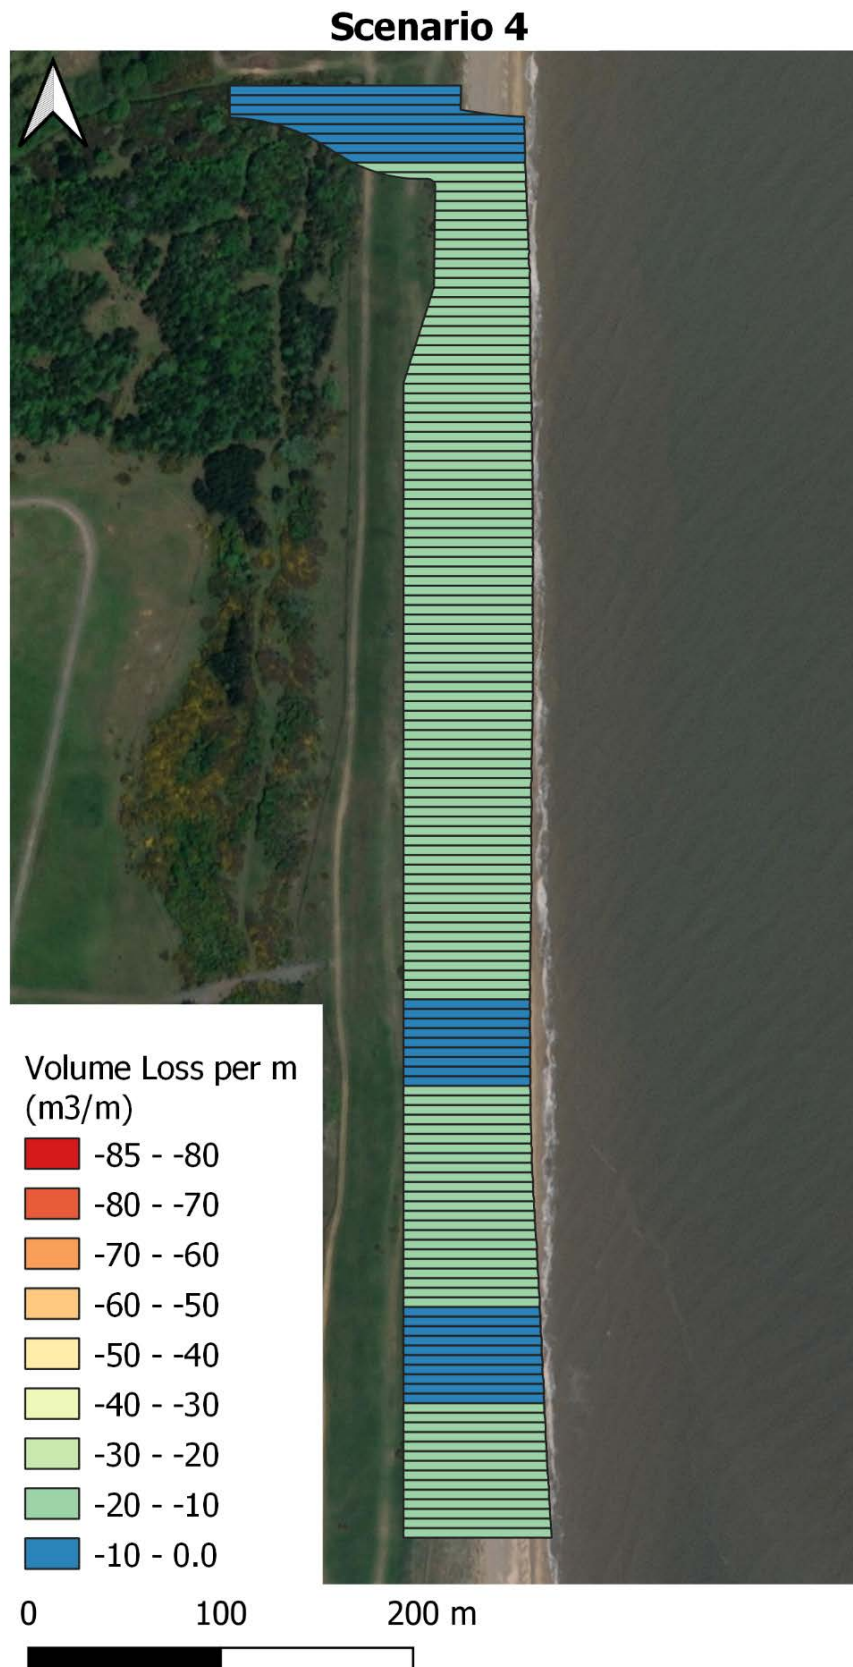 Scenario 4
Volume Loss per m
(m3/m)
-85 - -80
-80 - -70
-70 - -60
-60 - -50
-50 - -40
-40 - -30
-30 - -20
-20 - -10
-10 - 0.0
0 100 200 m